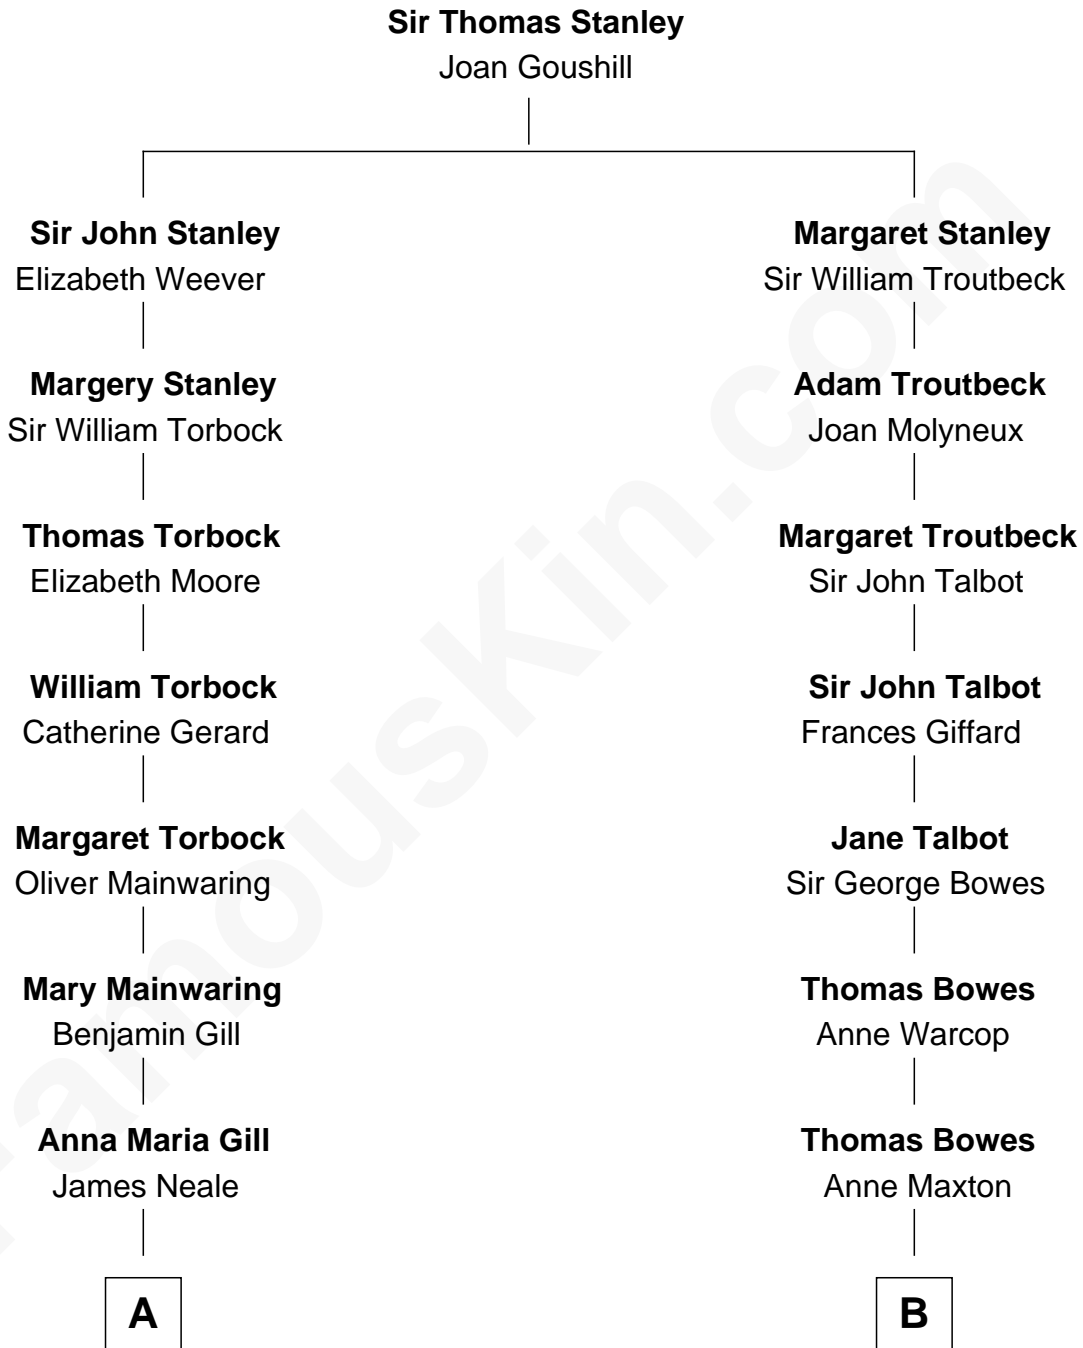 Sir Thomas Stanley
Joan Goushill
Sir John Stanley
Elizabeth Weever
Margaret Stanley
Sir William Troutbeck
Margery Stanley
Sir William Torbock
Adam Troutbeck
Joan Molyneux
Thomas Torbock
Elizabeth Moore
Margaret Troutbeck
Sir John Talbot
William Torbock
Catherine Gerard
Sir John Talbot
Frances Giffard
Margaret Torbock
Oliver Mainwaring
Jane Talbot
Sir George Bowes
Mary Mainwaring
Benjamin Gill
Thomas Bowes
Anne Warcop
Anna Maria Gill
James Neale
Thomas Bowes
Anne Maxton
A
B
FamousKin.com